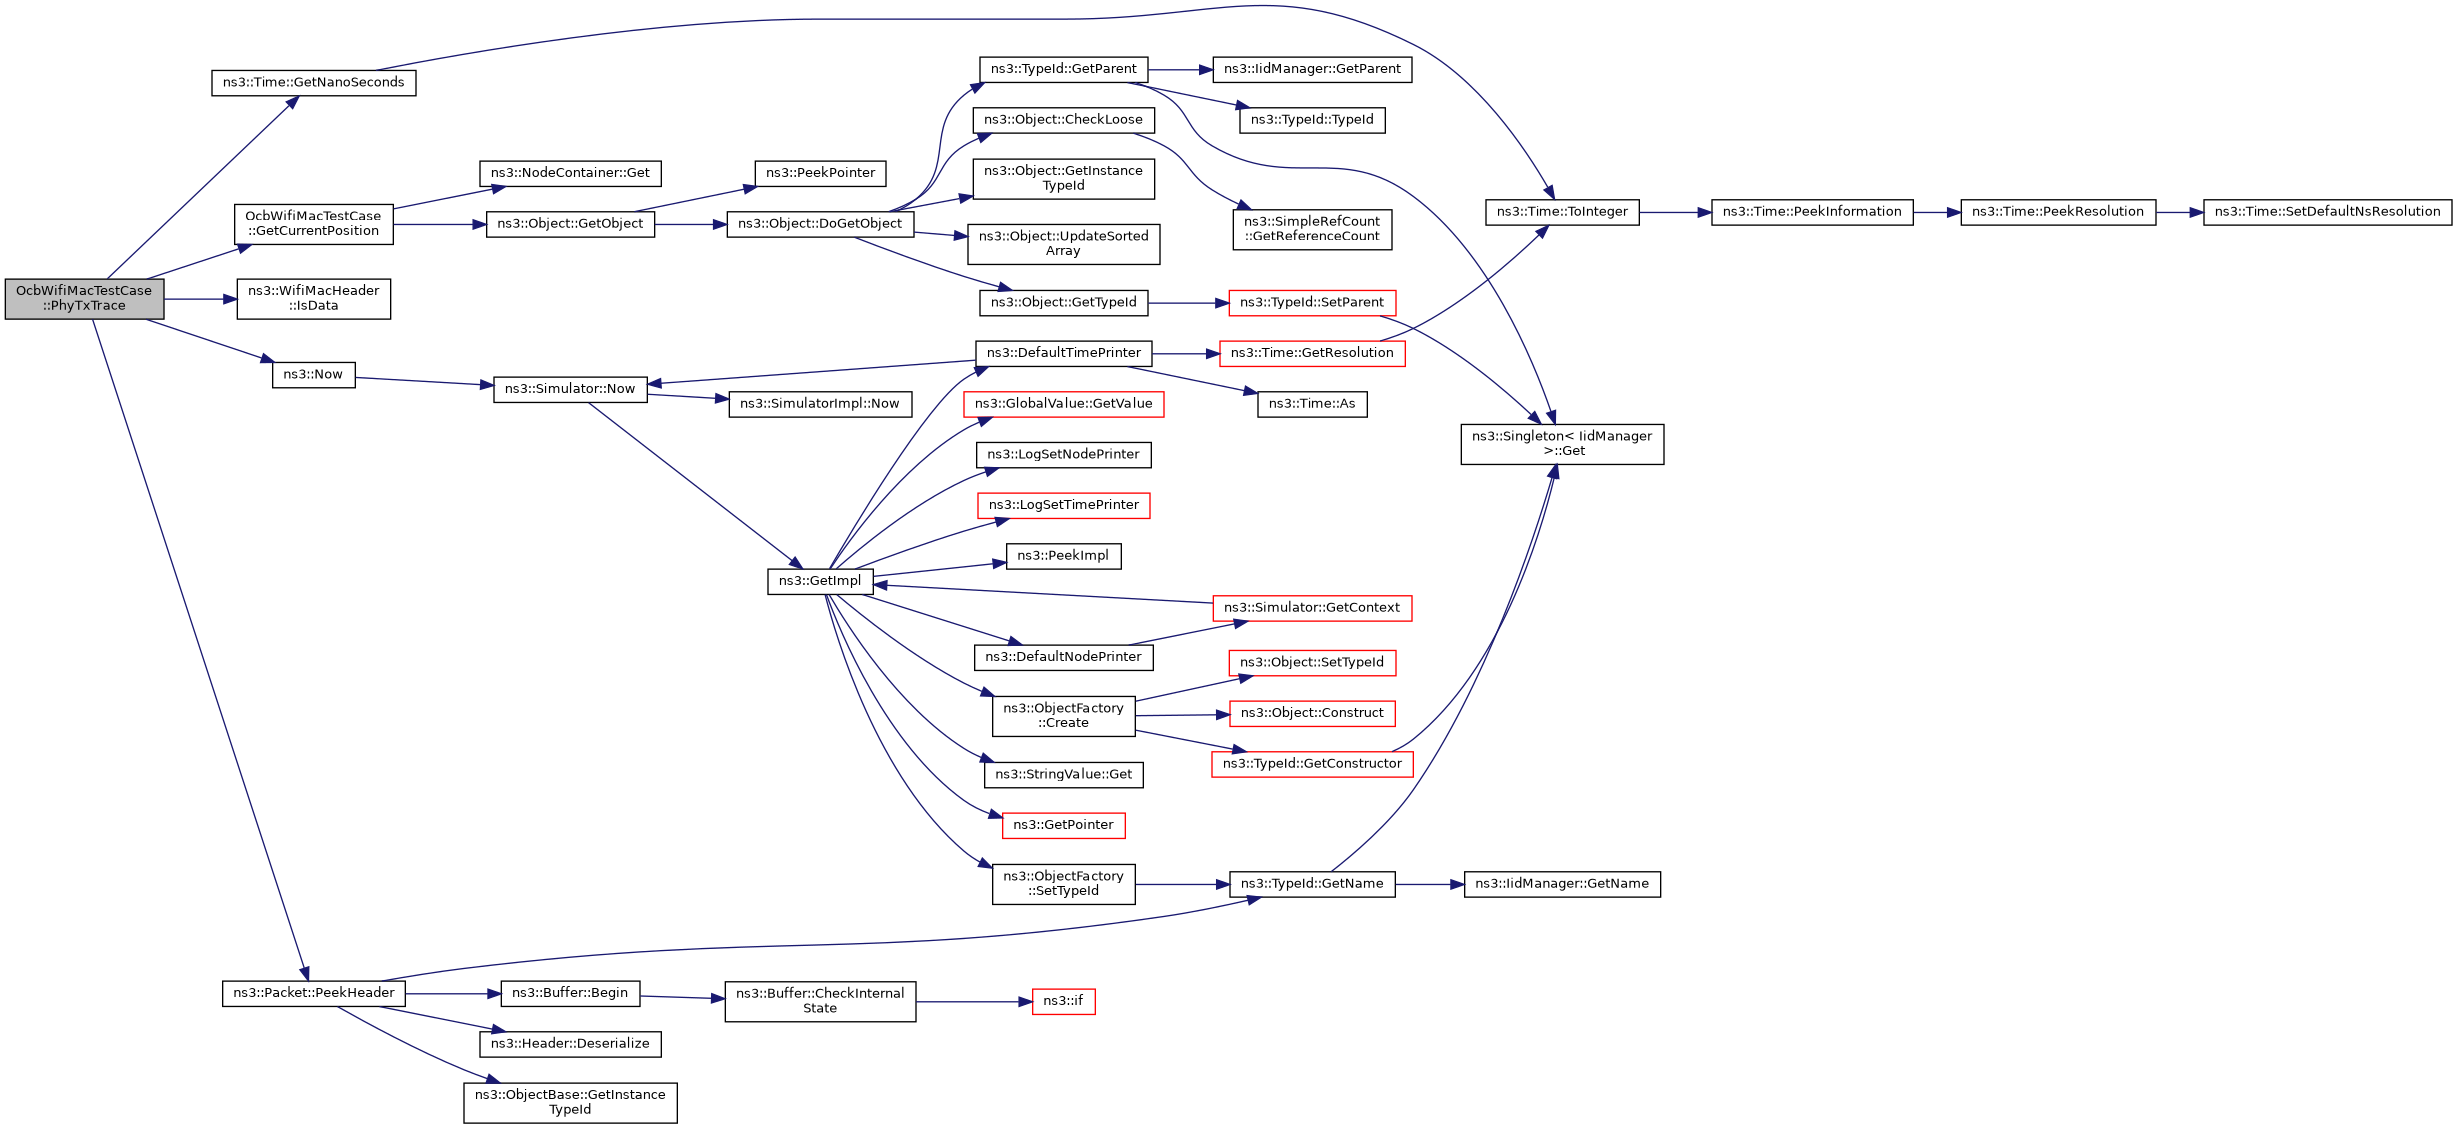 OcbWifiMacTestCase
::PhyTxTrace
ns3::Time::GetNanoSeconds
OcbWifiMacTestCase
::GetCurrentPosition
ns3::WifiMacHeader
::IsData
ns3::Now
ns3::Packet::PeekHeader
ns3::NodeContainer::Get
ns3::Object::GetObject
ns3::Simulator::Now
ns3::Buffer::Begin
ns3::Header::Deserialize
ns3::ObjectBase::GetInstance
TypeId
ns3::PeekPointer
ns3::Object::DoGetObject
ns3::SimulatorImpl::Now
ns3::GetImpl
ns3::Buffer::CheckInternal
State
ns3::TypeId::GetParent
ns3::Object::CheckLoose
ns3::Object::GetInstance
TypeId
ns3::Object::UpdateSorted
Array
ns3::Object::GetTypeId
ns3::DefaultTimePrinter
ns3::GlobalValue::GetValue
ns3::LogSetNodePrinter
ns3::LogSetTimePrinter
ns3::PeekImpl
ns3::DefaultNodePrinter
ns3::ObjectFactory
::Create
ns3::StringValue::Get
ns3::GetPointer
ns3::ObjectFactory
::SetTypeId
ns3::if
ns3::IidManager::GetParent
ns3::TypeId::TypeId
ns3::SimpleRefCount
::GetReferenceCount
ns3::TypeId::SetParent
ns3::Time::GetResolution
ns3::Time::As
ns3::Simulator::GetContext
ns3::Object::SetTypeId
ns3::Object::Construct
ns3::TypeId::GetConstructor
ns3::TypeId::GetName
ns3::Time::ToInteger
ns3::Singleton< IidManager
>::Get
ns3::IidManager::GetName
ns3::Time::PeekInformation
ns3::Time::PeekResolution
ns3::Time::SetDefaultNsResolution